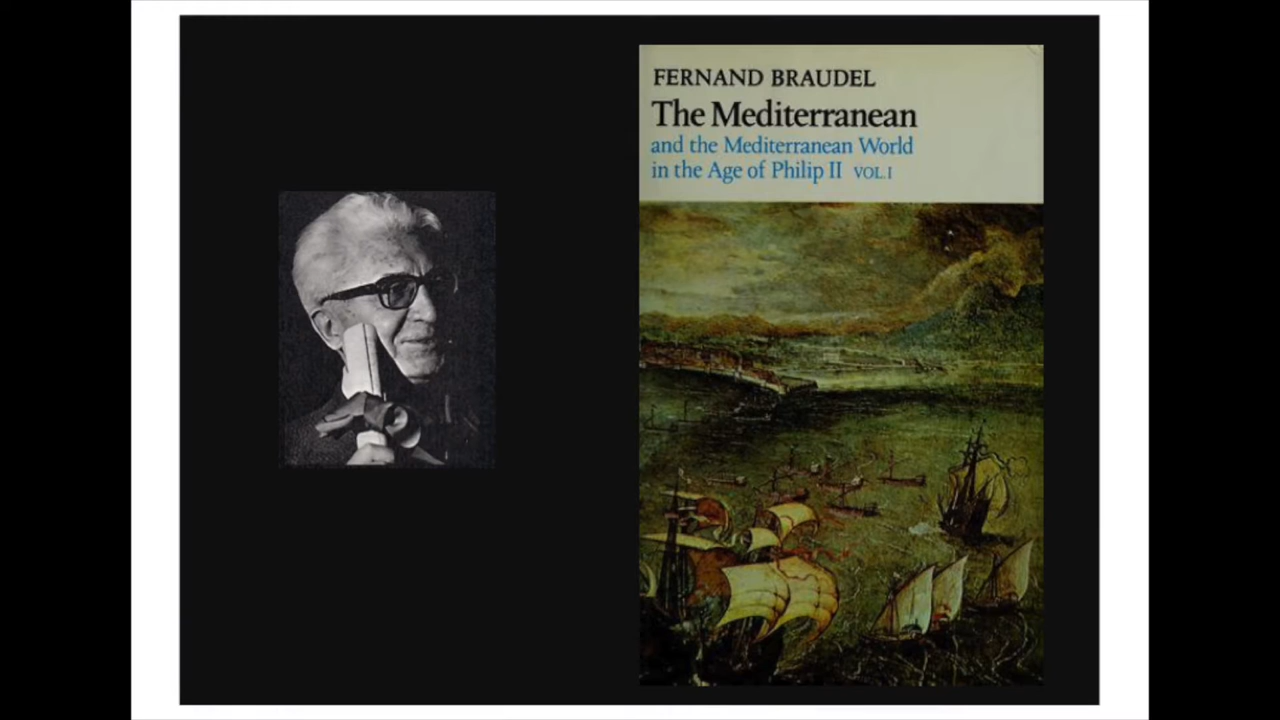 FERNAND BRAUDEL
The Mediterranean
and the Mediterranean World
in the Age of Philip II VOL.I